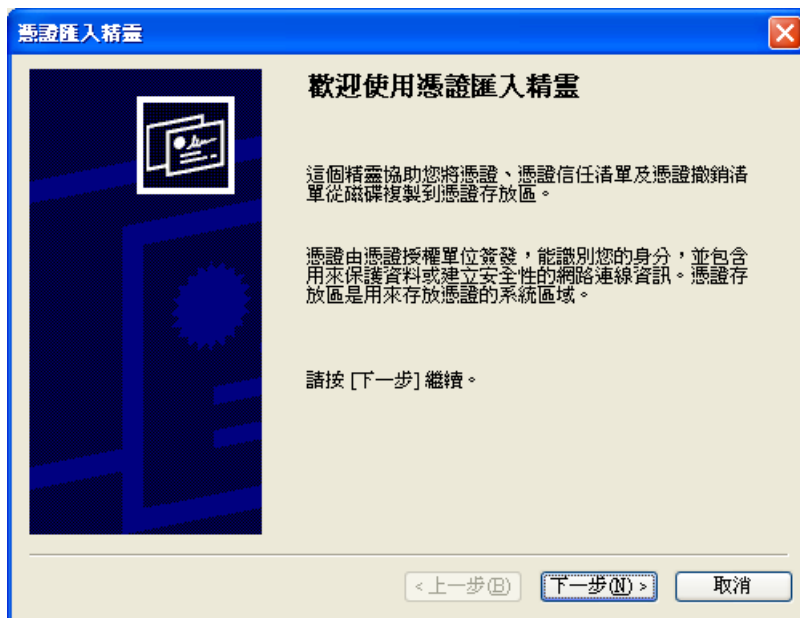 憑證匯入精靈
歡迎使用憑證匯入精靈
這個精靈協助您將憑證、憑證信任清單及憑證撤銷清
單從磁碟複製到憑證存放區。
憑證由憑證授權單位簽發，能識別您的身分，並包含
用來保護資料或建立安全性的網路連線資訊。憑證存
放區是用來存放憑證的系統區域。
請按 [下一步] 繼續。
< 上一步(B)
下一步(N) >
取消